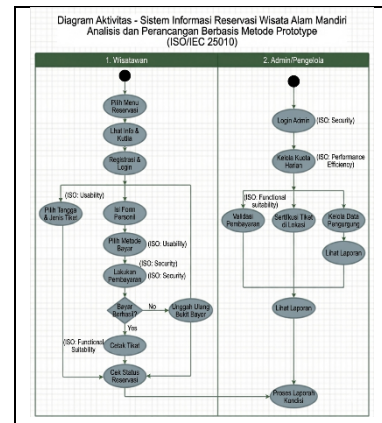 Diagram Aktivitas - Sistem Informasi Reservasi Wisata Alam Mandiri
Analisis dan Perancangan Berbasis Metode Prototype
(ISO/IEC 25010)
1. Wisatawan
2. Admin/Pengelola
Pilih Menu
Reservasi
Lihat Info &
Kutia
Registrasi &
Login
(ISO: Usability)
Pilih Tangga
& Jenis Tiket
Isi Form
Personil
Pilih Metode
Bayar
(ISO: Usability)
(ISO: Security)
Lakukan
Pembayaran
(ISO: Security)
Bayar
Berhasil?
No
Unggah Ulang
Bekit Bayar
Yes
(ISO: Functional
Suitability)
Cetak Tiket
Cek Status
Reservasi
Login Admin
(ISO: Security)
Kelola Kuota
Harian
(ISO: Performance
Efficiency)
(ISO: Functional
suitability)
Validasi
Pembayaran
Sertifikasi Tiket
di Lokasi
Kelola Data
Lihat Laporan
Lihat Laporan
Proses Laporan
Kondisi